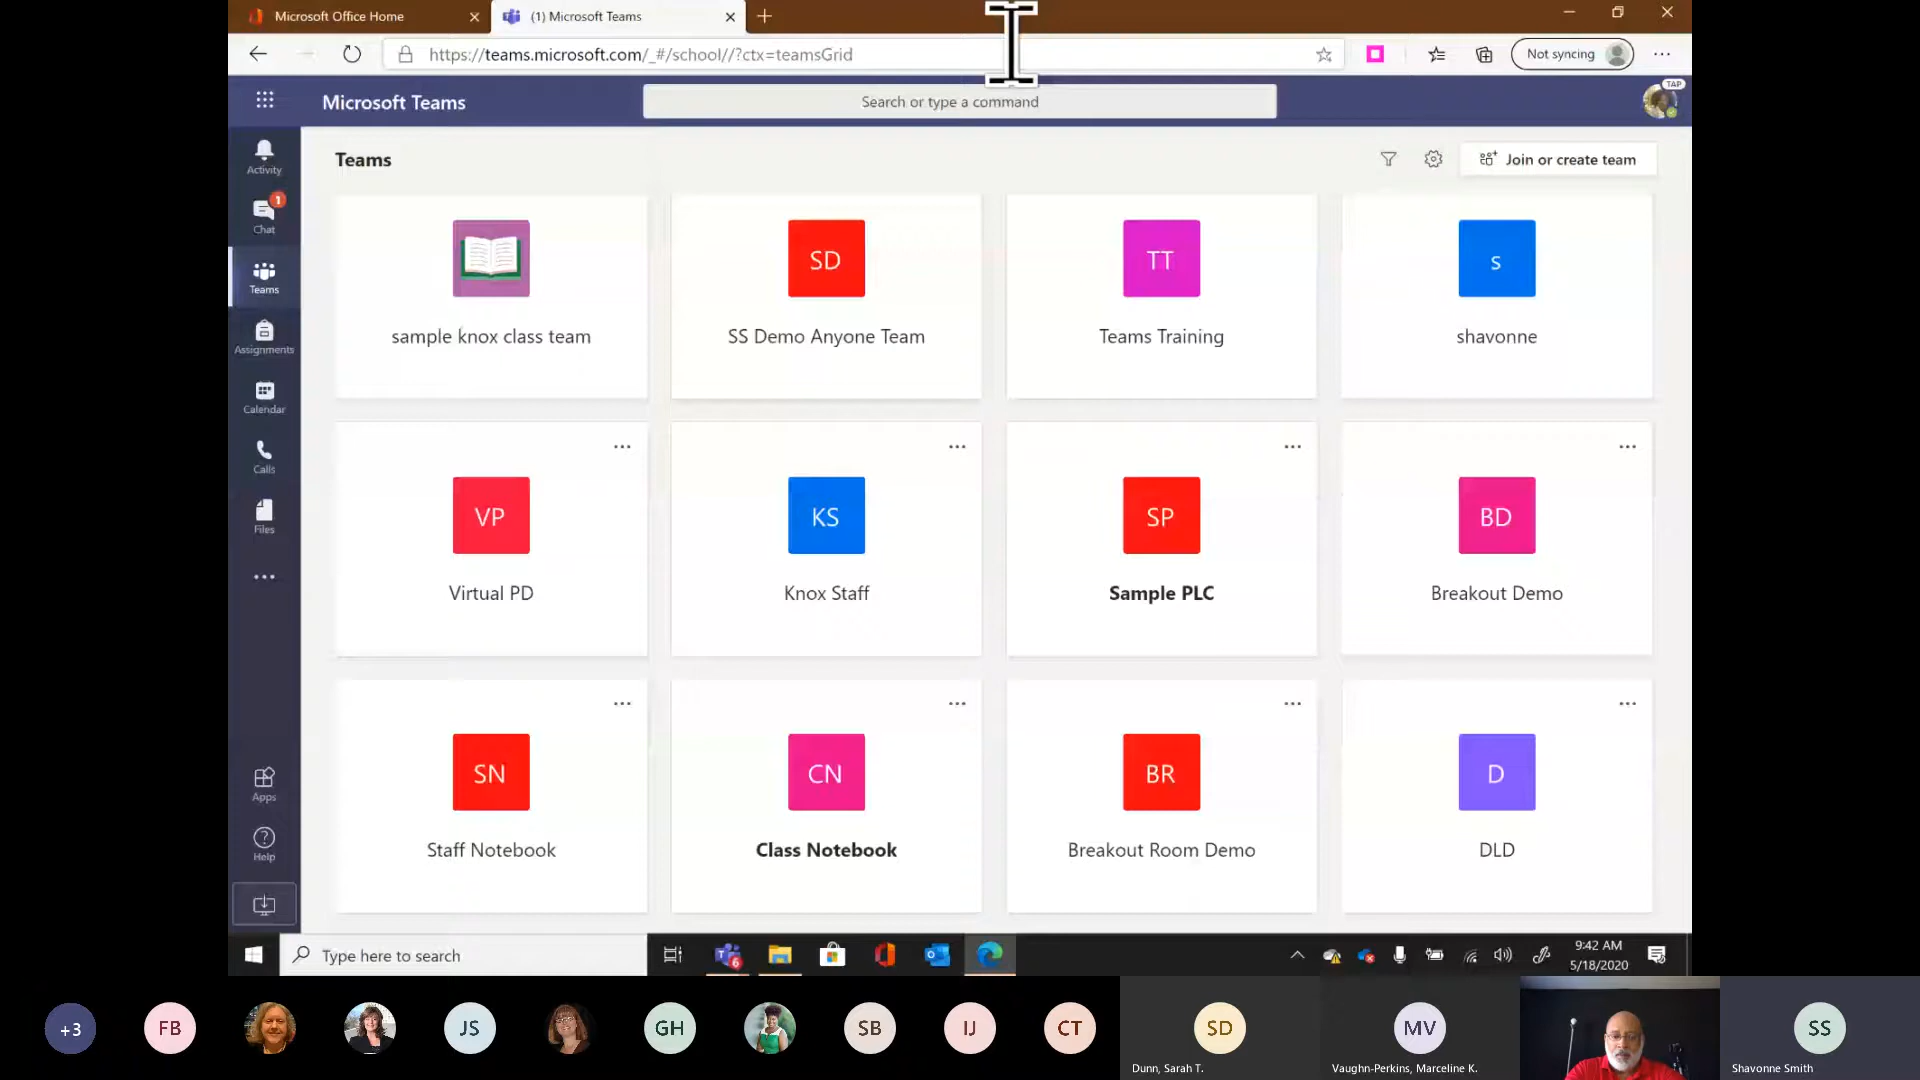 Microsoft Office Home
(1) Microsoft Teams
https://teams.microsoft.com/_#/school//?ctx=teamsGrid
Not syncing
Microsoft Teams
Search or type a command
TAP
Activity
Teams
Join or create team
1
Chat
SD
TT
s
Teams
sample knox class team
SS Demo Anyone Team
Teams Training
shavonne
Assignments
Calendar
Calls
VP
KS
SP
BD
Files
Virtual PD
Knox Staff
Sample PLC
Breakout Demo
SN
CN
BR
D
Apps
Help
Staff Notebook
Class Notebook
Breakout Room Demo
DLD
Type here to search
6
9:42 AM
5/18/2020
+3
FB
JS
GH
SB
IJ
CT
SD
MV
SS
Dunn, Sarah T.
Vaughn-Perkins, Marceline K.
Shavonne Smith